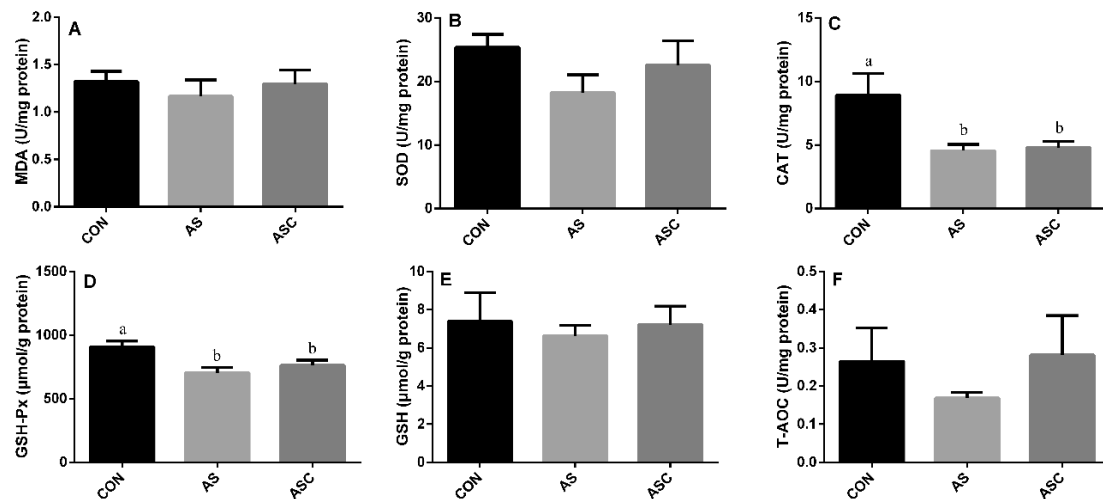 A
MDA (U/mg protein)
2.0
1.5
1.0
0.5
0.0
CON
AS
ASC
B
SOD (U/mg protein)
30
20
10
0
CON
AS
ASC
C
CAT (U/mg protein)
15
10
5
0
a
b
b
CON
AS
ASC
D
GSH-Px (μmol/g protein)
1500
1000
500
0
a
b
b
CON
AS
ASC
E
GSH (μmol/g protein)
8
6
4
2
0
10
CON
AS
ASC
F
T-AOC (U/mg protein)
0.5
0.4
0.3
0.2
0.1
0.0
CON
AS
ASC